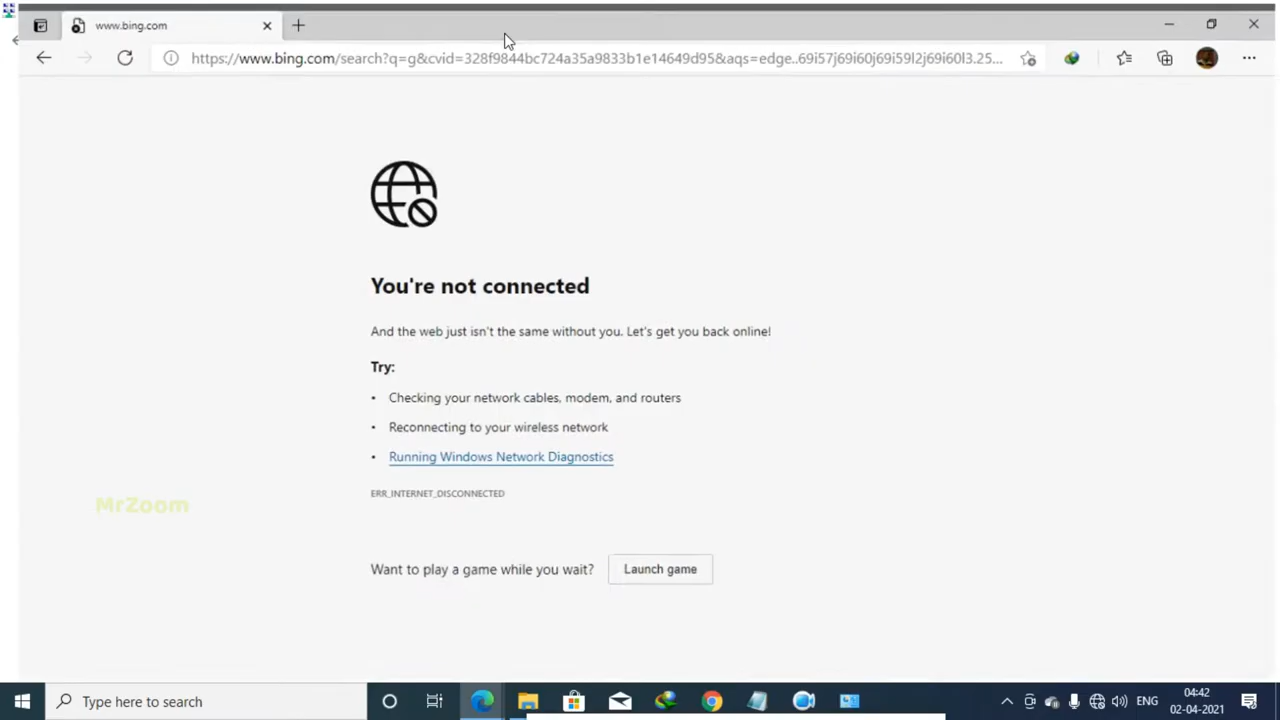 www.bing.com
https://www.bing.com/search?q=g&cvid=328f9844bc724a35a9833b1e14649d95&aqs=edge..69i57j69i60j69i59l2j69i60l3.25...
You're not connected
And the web just isn't the same without you. Let's get you back online!
Try:
• Checking your network cables, modem, and routers
• Reconnecting to your wireless network
• Running Windows Network Diagnostics
ERR_INTERNET_DISCONNECTED
MrZoom
Want to play a game while you wait? Launch game
Type here to search
ENG
04:42
02-04-2021